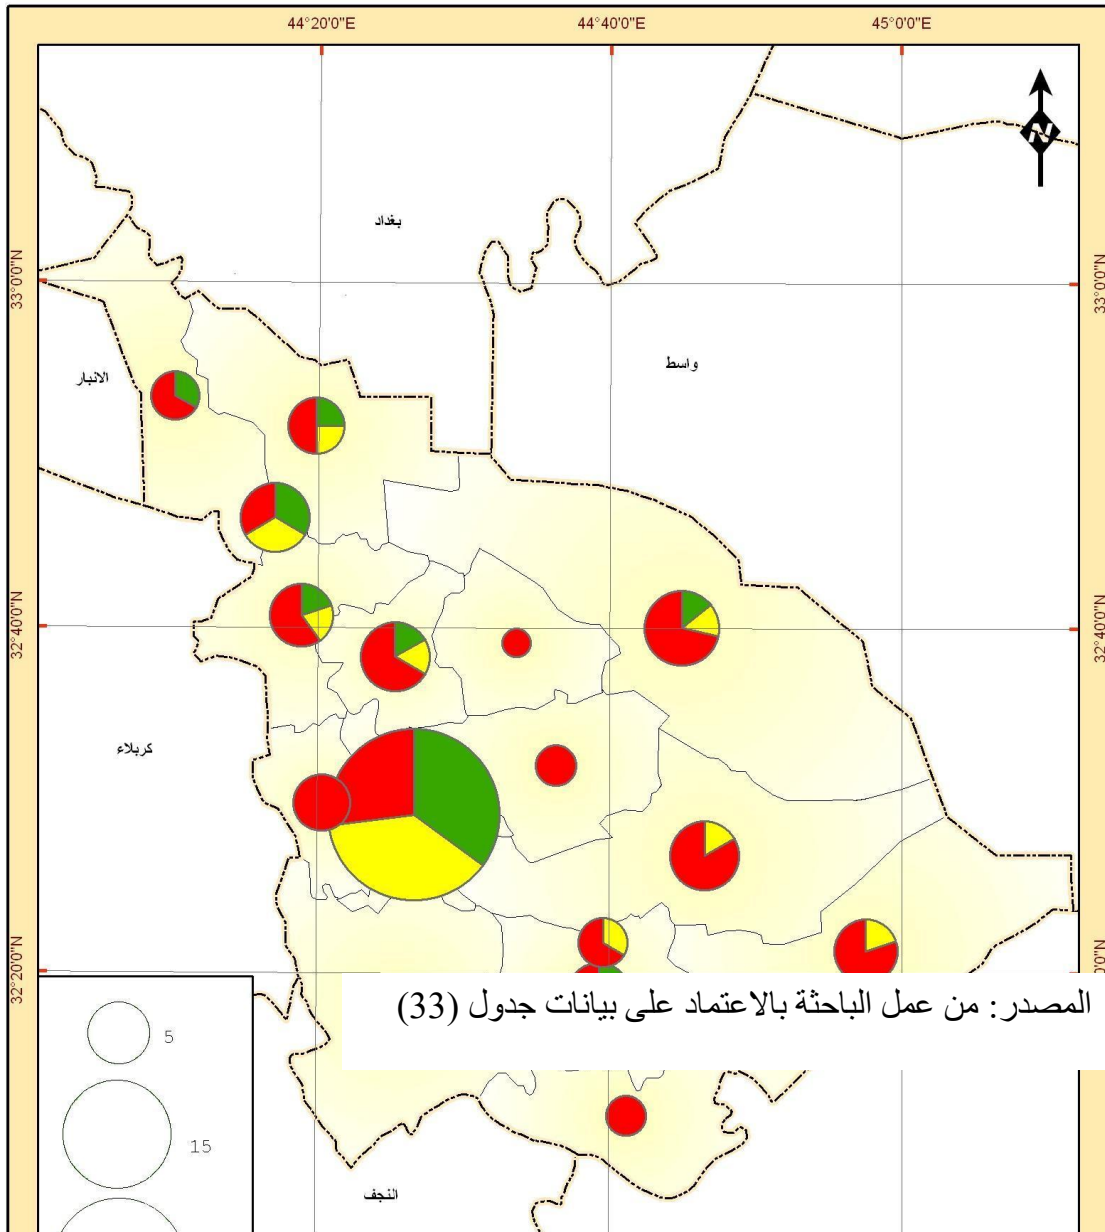 44°20'0"E 44°40'0"E 45°0'0"E
N
بغداد
33°0'0"N 33°0'0"N
واسط
الانبار
32°40'0"N 32°40'0"N
كربلاء
32°20'0"N 0"N
المصدر: من عمل الباحثة بالاعتماد على بيانات جدول (33)
5
15
النجف